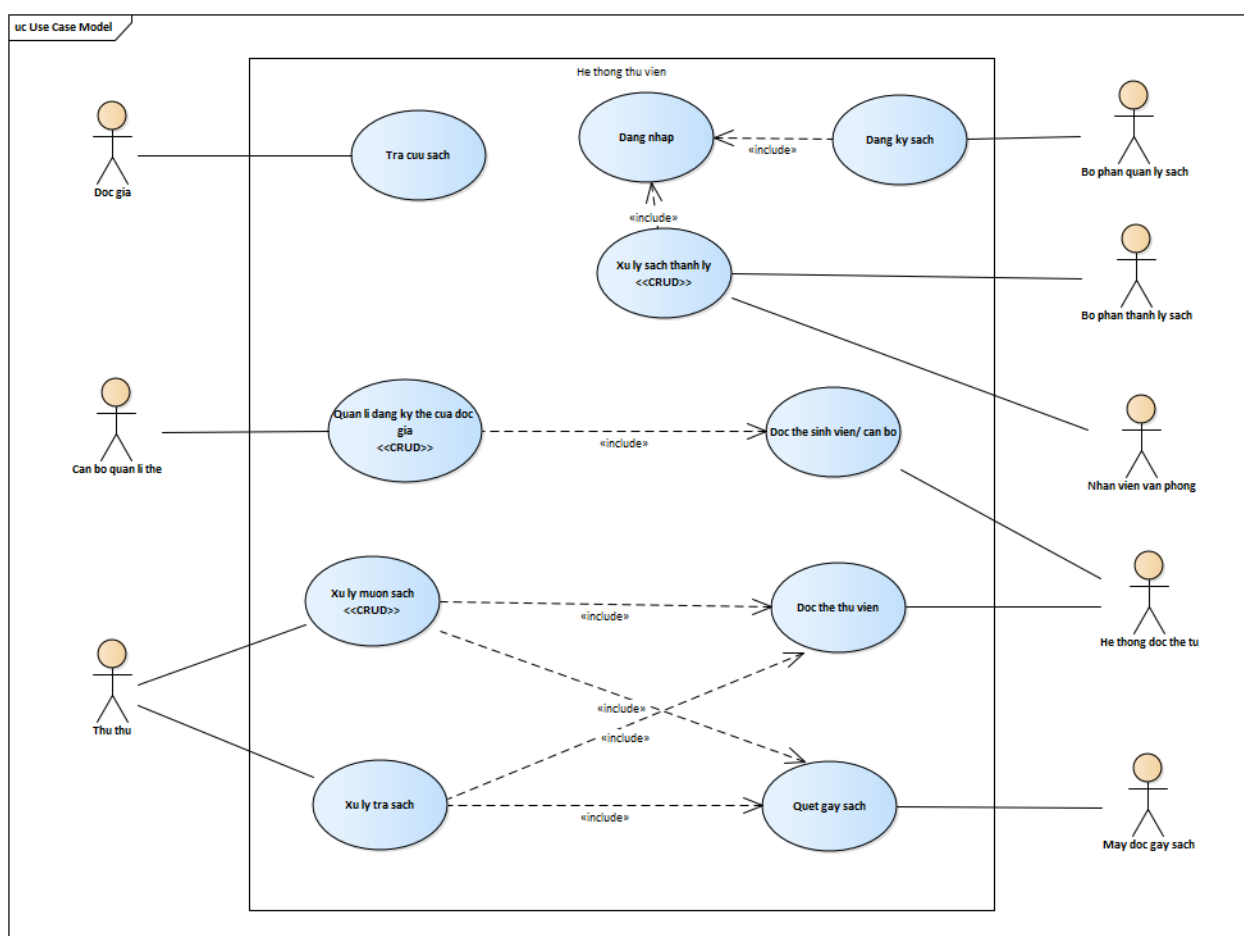 uc Use Case Model
He thong thu vien
Doc gia
Tra cuu sach
Dang nhap
«include»
Dang ky sach
Bo phan quan ly sach
«include»
Xu ly sach thanh ly
<<CRUD>>
Bo phan thanh ly sach
Can bo quan li the
Quan li dang ky the cua doc
gia
<<CRUD>>
«include»
Doc the sinh vien/ can bo
Nhan vien van phong
Xu ly muon sach
<<CRUD>>
«include»
Doc the thu vien
He thong doc the tu
Thu thu
«include»
«include»
Xu ly tra sach
«include»
Quet gay sach
May doc gay sach